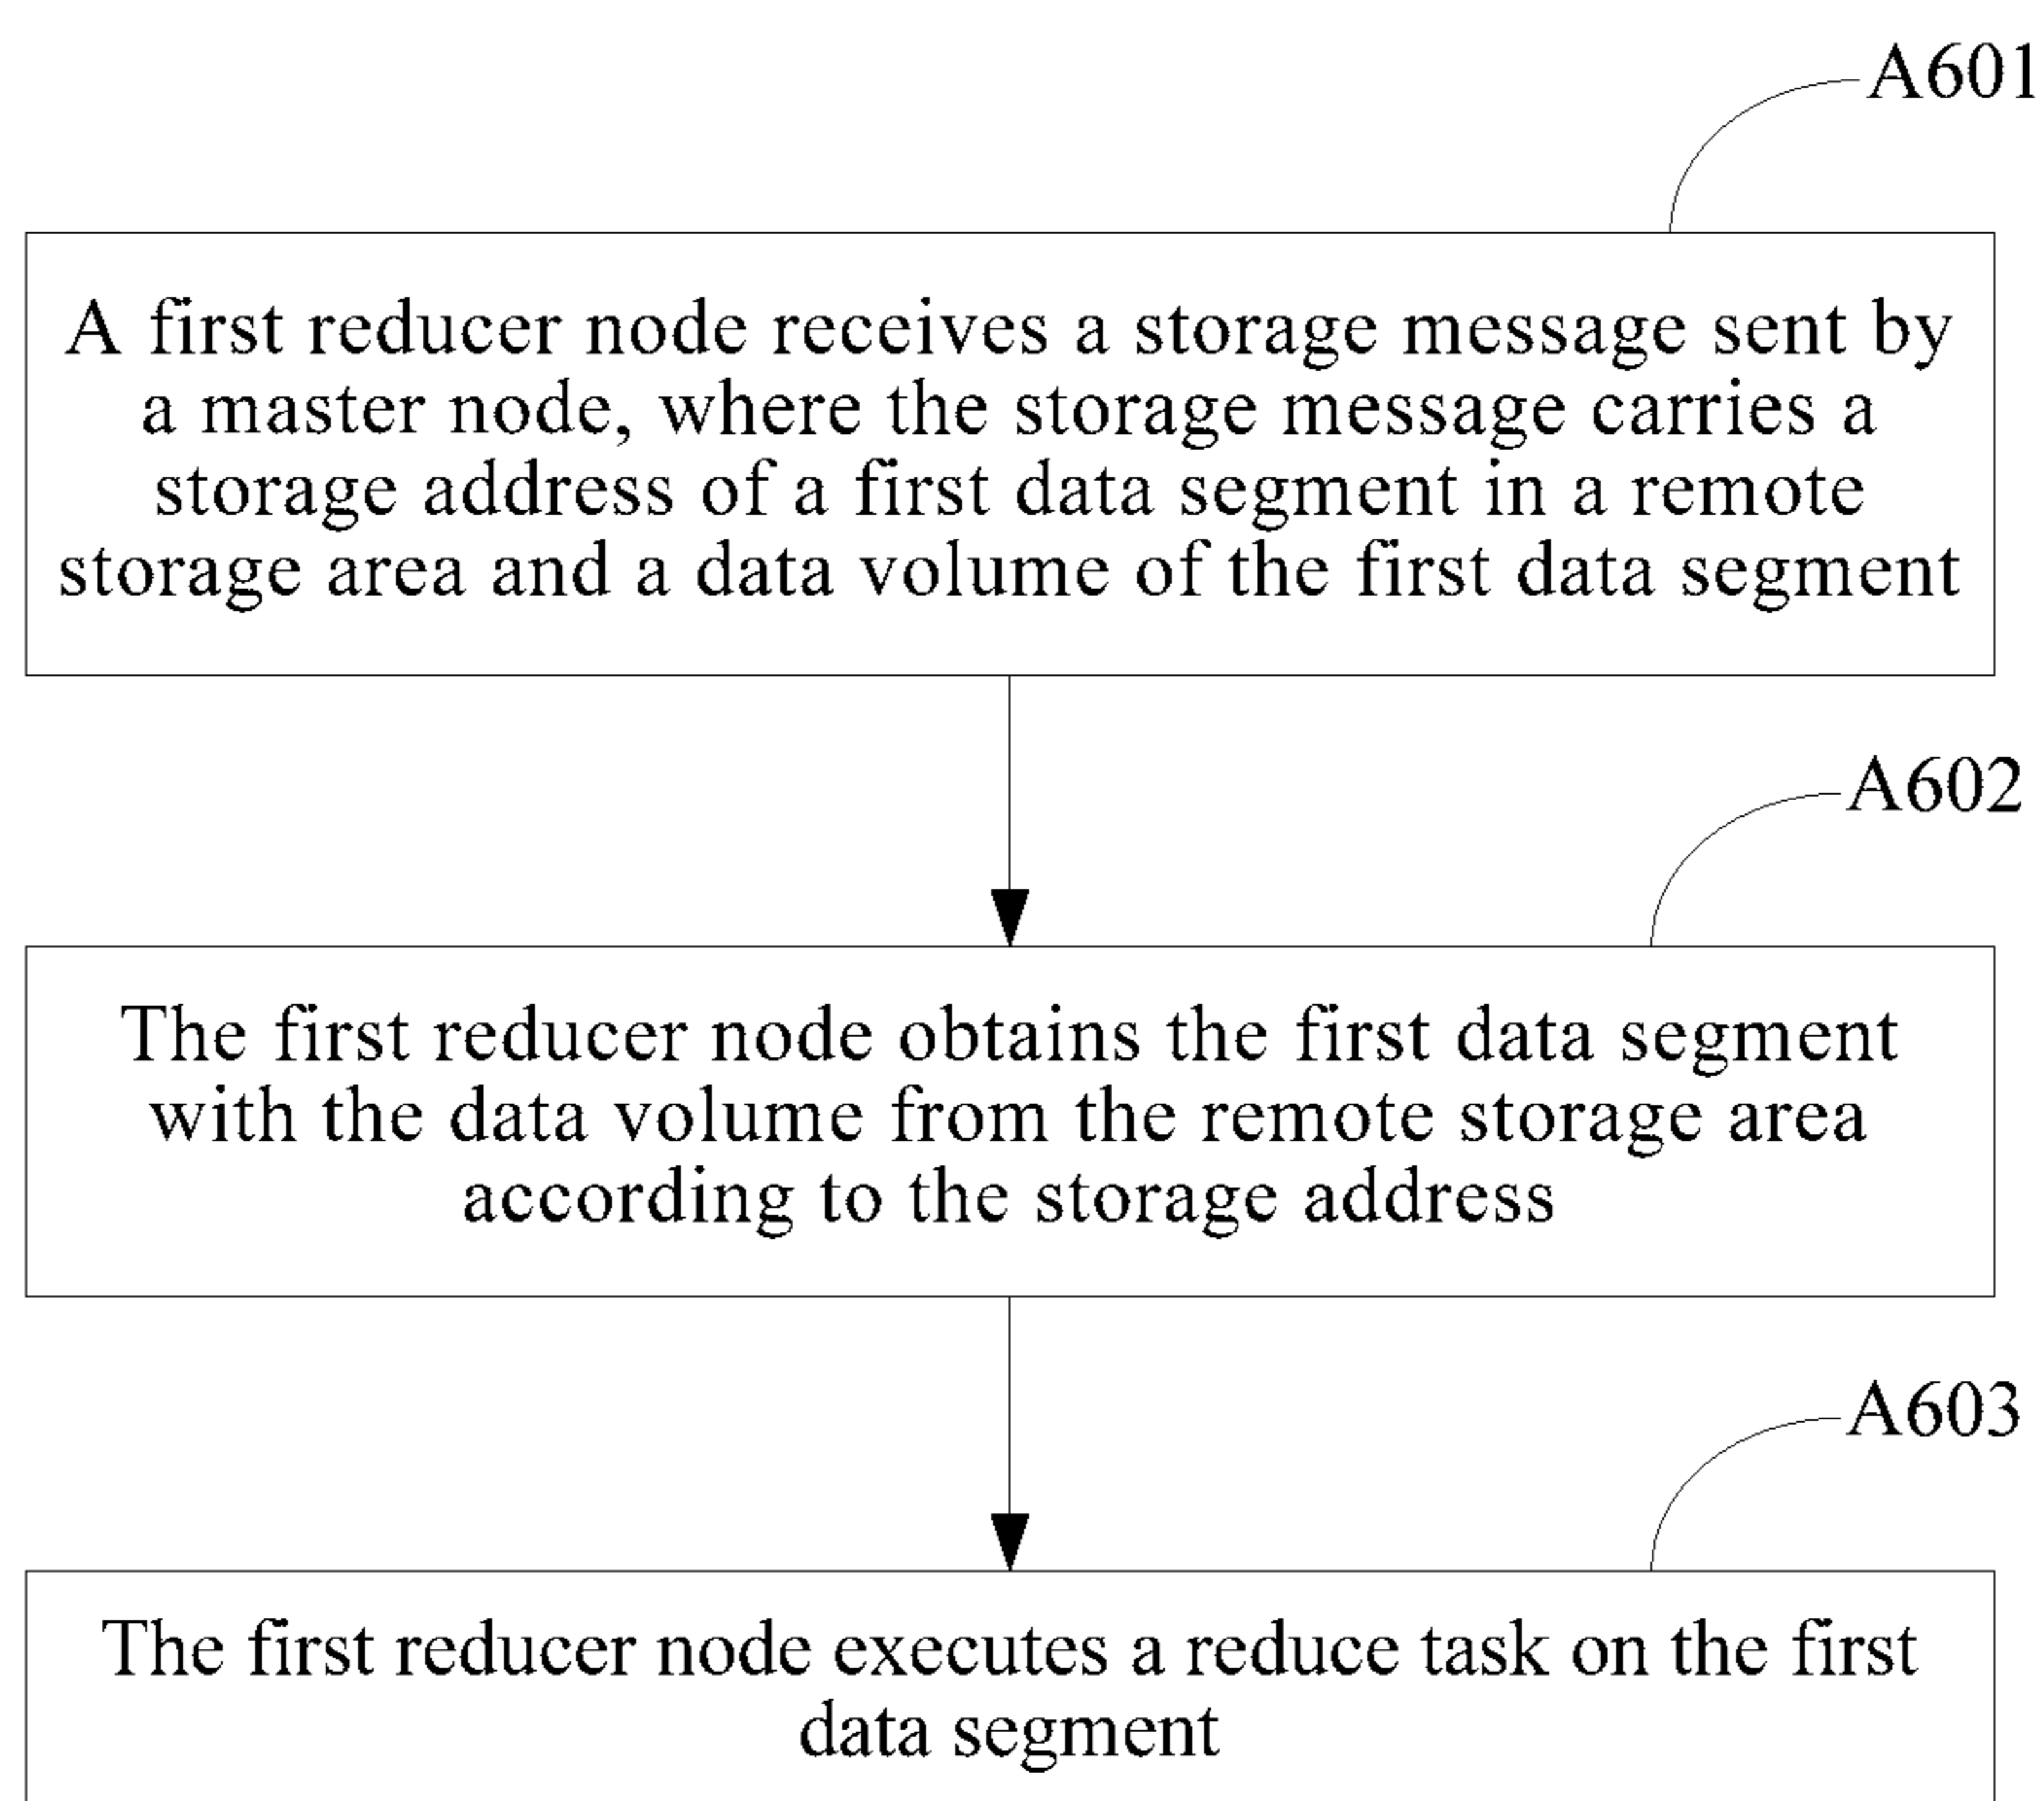 A601
A first reducer node receives a storage message sent by
a master node, where the storage message carries a
storage address of a first data segment in a remote
storage area and a data volume of the first data segment
A602
The first reducer node obtains the first data segment
with the data volume from the remote storage area
according to the storage address
A603
The first reducer node executes a reduce task on the first
data segment